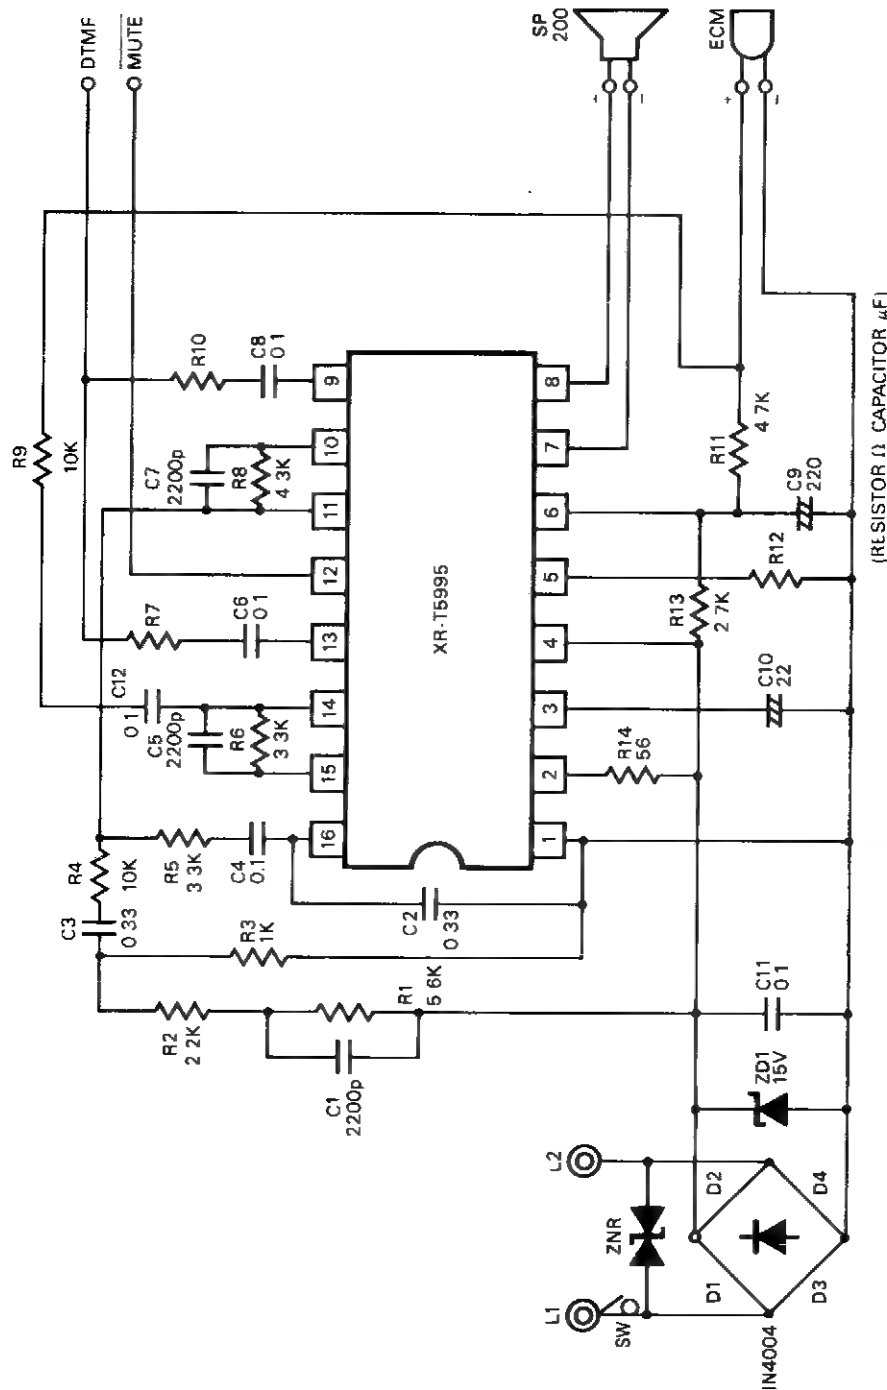 DTMF
MUTE
SP
200
ECM
+
−
+
−
R9
10K
R10
C8
0 1
C7
2200p
R8
4 3K
R7
C6
0 1
C12
0 1
C5
2200p
R6
3 3K
R4
10K
C3
0 33
R5
3 3K
C4
0.1
R3
1K
C2
0 33
R2
2 2K
R1
5 6K
C1
2200p
16
15
14
13
12
11
10
9
XR-T5995
1
2
3
4
5
6
7
8
R14
56
C10
22
R13
2 7K
R12
R11
4 7K
C9
220
C11
0 1
ZD1
15V
L1
L2
SW
ZNR
D1
D2
D3
D4
IN4004
(RESISTOR Ω CAPACITOR μF)